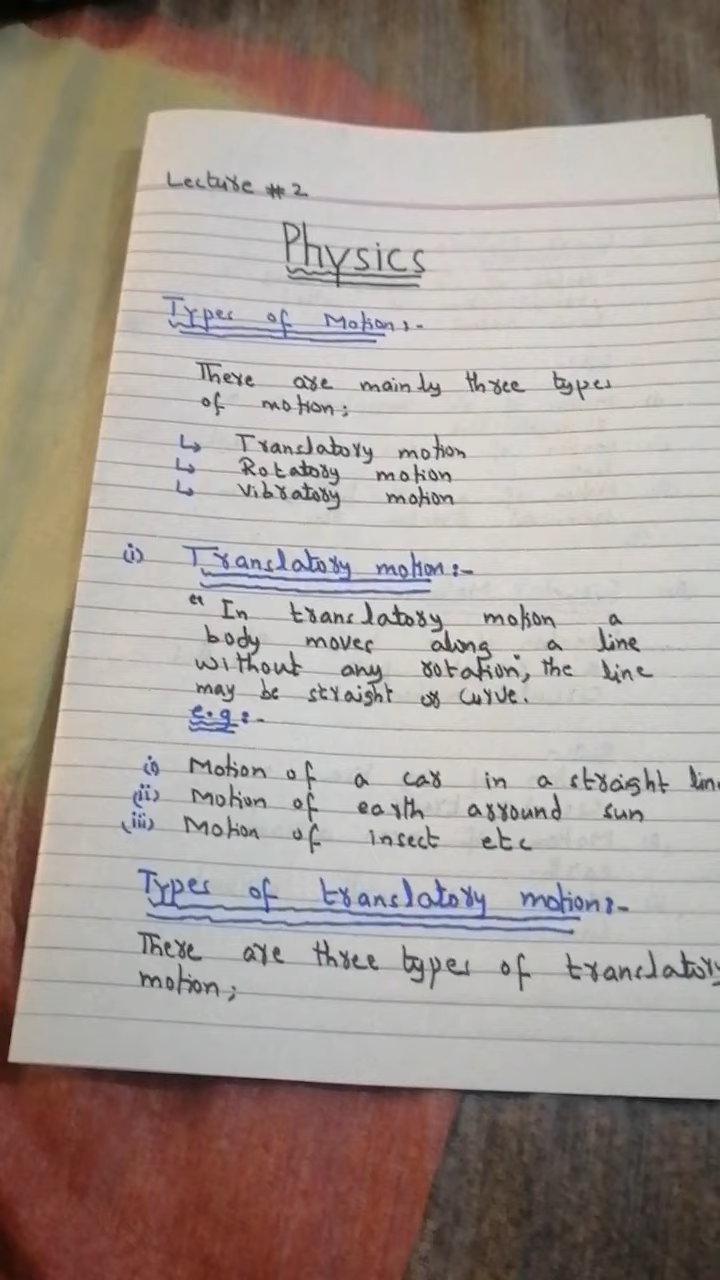 Lecture # 2
Physics
Types of Motion:-
There are mainly three types
of motion;
↳ Translatory motion
↳ Rotatory motion
↳ Vibratory motion
(i) Translatory motion:-
“ In translatory motion a
body moves along a line
without any rotation, the line
may be straight or curve.
e.g:-
(i) Motion of a car in a straight line
(ii) Motion of earth arround sun
(iii) Motion of insect etc
Types of translatory motion:-
There are three types of translatory
motion;